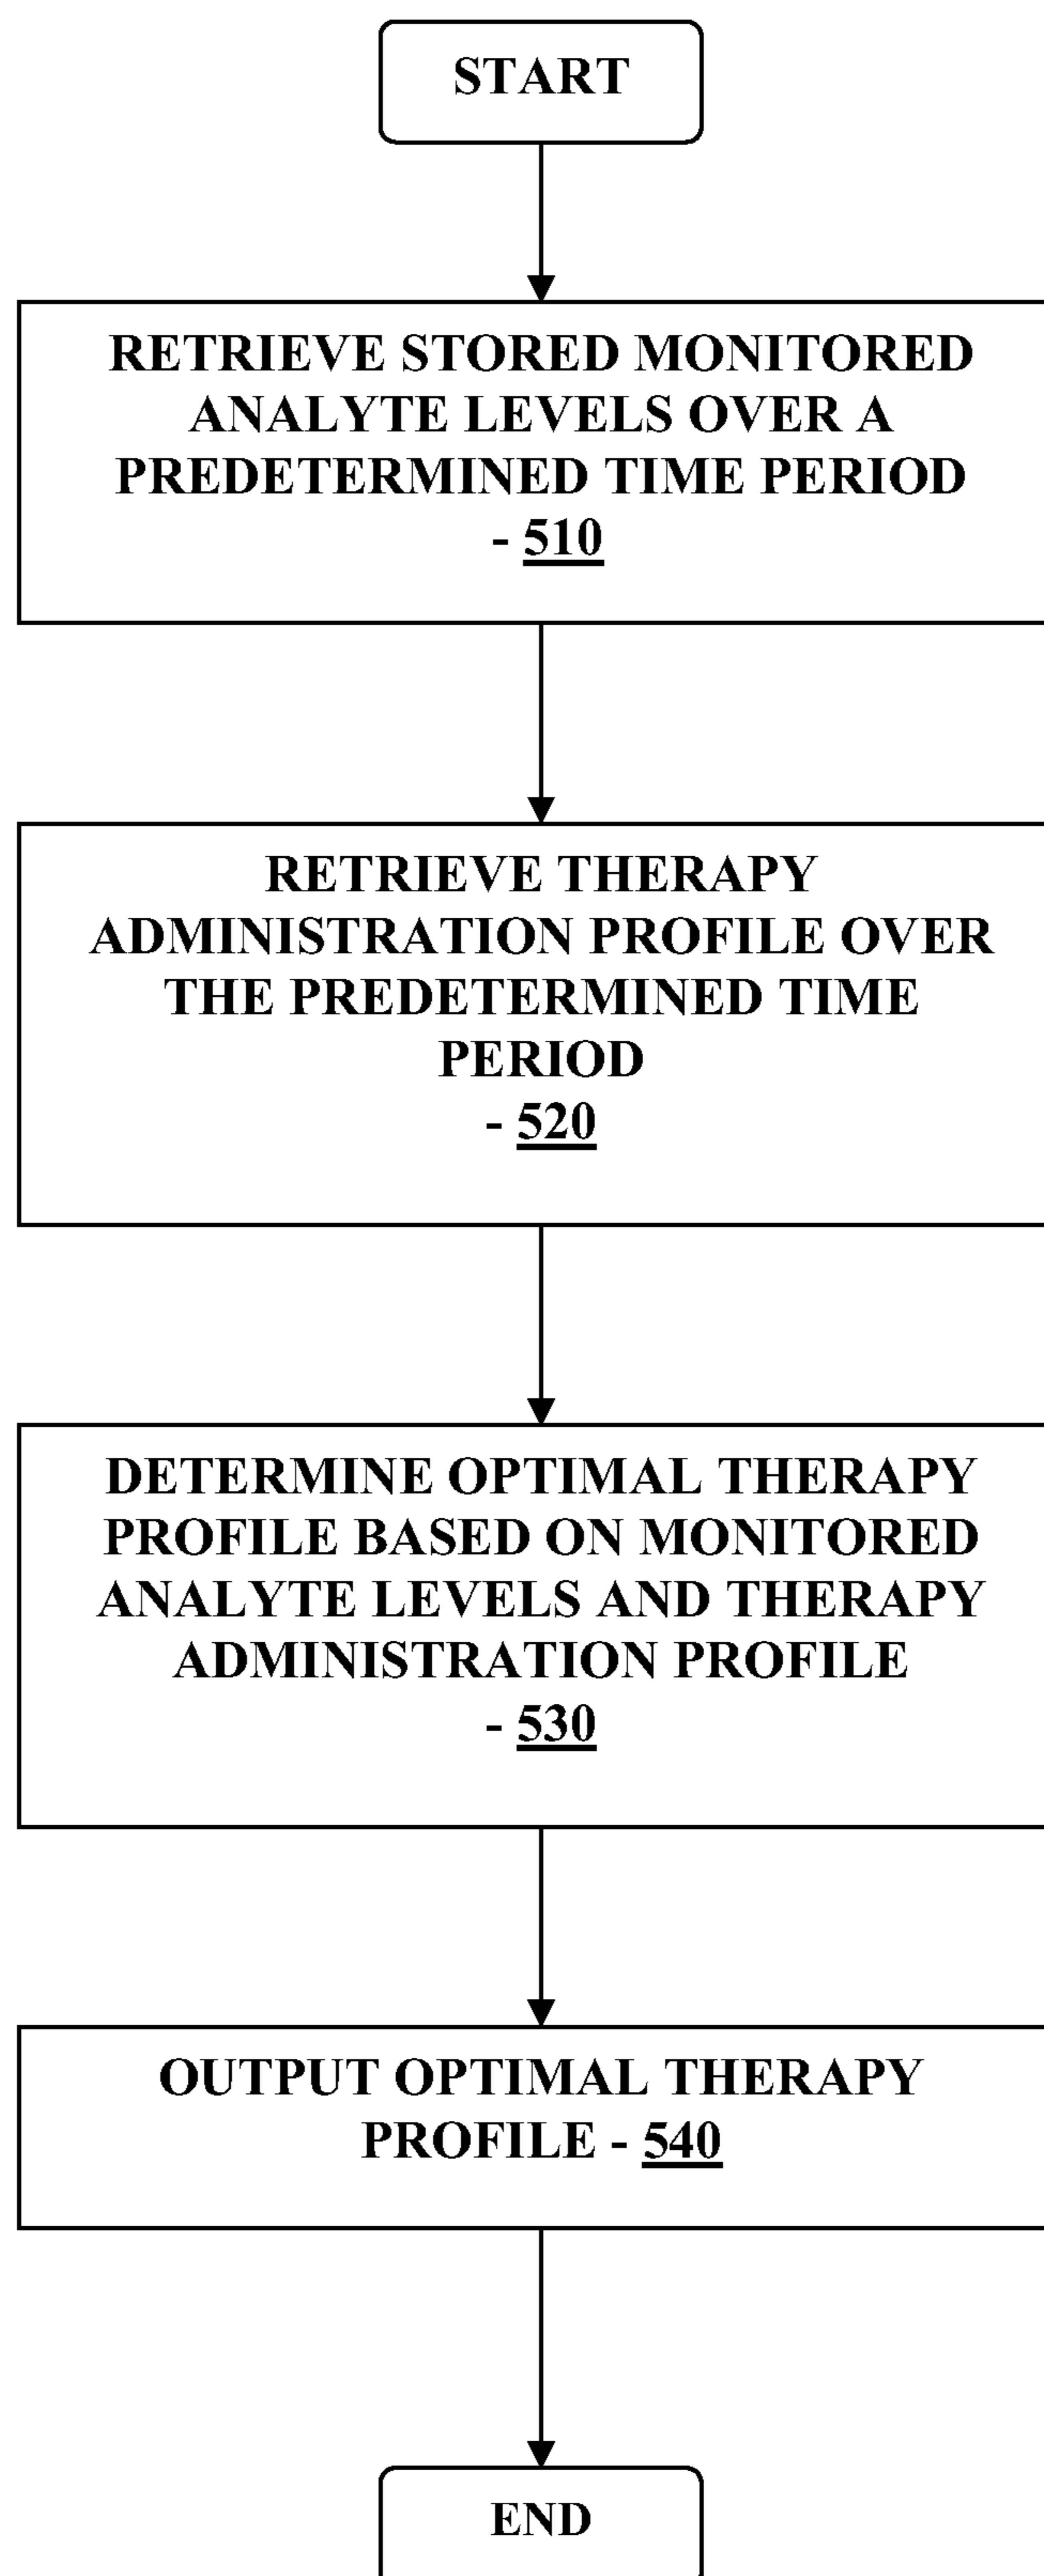 START
RETRIEVE STORED MONITORED
ANALYTE LEVELS OVER A
PREDETERMINED TIME PERIOD
- 510
RETRIEVE THERAPY
ADMINISTRATION PROFILE OVER
THE PREDETERMINED TIME
PERIOD
- 520
DETERMINE OPTIMAL THERAPY
PROFILE BASED ON MONITORED
ANALYTE LEVELS AND THERAPY
ADMINISTRATION PROFILE
- 530
OUTPUT OPTIMAL THERAPY
PROFILE - 540
END